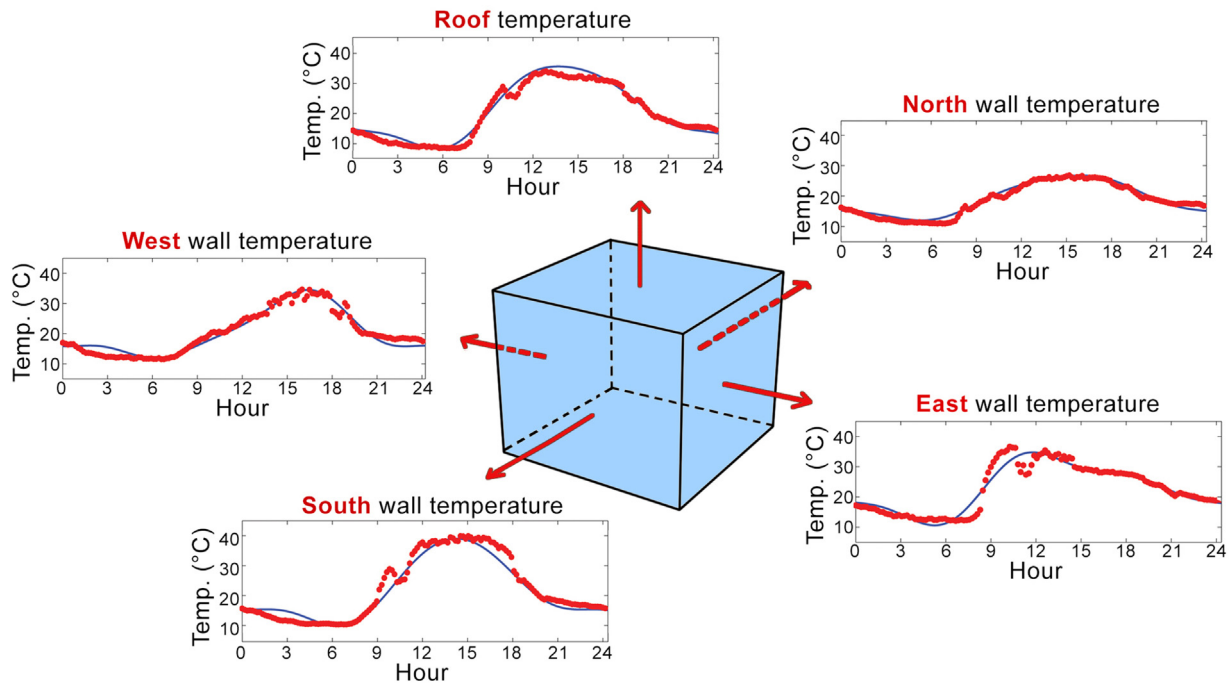 Roof temperature
Temp. (°C)
40
30
20
10
0 3 6 9 12 15 18 21 24
Hour
North wall temperature
Temp. (°C)
40
30
20
10
0 3 6 9 12 15 18 21 24
Hour
West wall temperature
Temp. (°C)
40
30
20
10
0 3 6 9 12 15 18 21 24
Hour
East wall temperature
Temp. (°C)
40
30
20
10
0 3 6 9 12 15 18 21 24
Hour
South wall temperature
Temp. (°C)
40
30
20
10
0 3 6 9 12 15 18 21 24
Hour